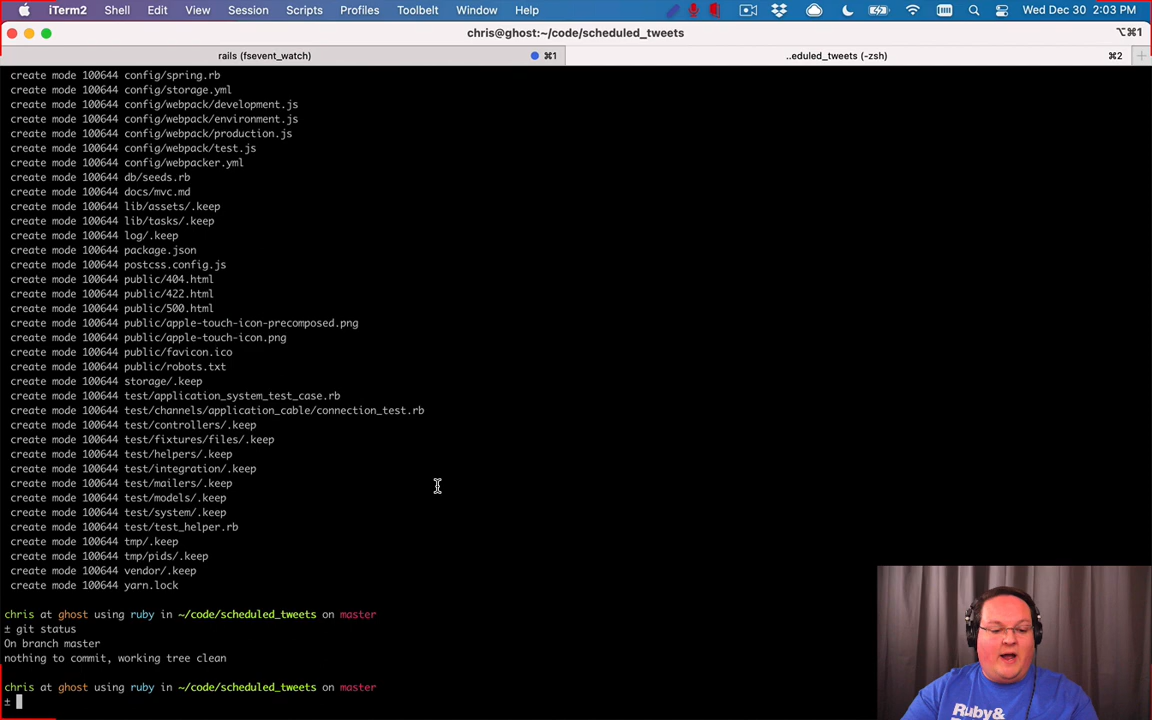 iTerm2 Shell Edit View Session Scripts Profiles Toolbelt Window Help Wed Dec 30 2:03 PM
chris@ghost:~/code/scheduled_tweets ⌥⌘1
rails (fsevent_watch) ⌘1 ..eduled_tweets (-zsh) ⌘2
create mode 100644 config/spring.rb
create mode 100644 config/storage.yml
create mode 100644 config/webpack/development.js
create mode 100644 config/webpack/environment.js
create mode 100644 config/webpack/production.js
create mode 100644 config/webpack/test.js
create mode 100644 config/webpacker.yml
create mode 100644 db/seeds.rb
create mode 100644 docs/mvc.md
create mode 100644 lib/assets/.keep
create mode 100644 lib/tasks/.keep
create mode 100644 log/.keep
create mode 100644 package.json
create mode 100644 postcss.config.js
create mode 100644 public/404.html
create mode 100644 public/422.html
create mode 100644 public/500.html
create mode 100644 public/apple-touch-icon-precomposed.png
create mode 100644 public/apple-touch-icon.png
create mode 100644 public/favicon.ico
create mode 100644 public/robots.txt
create mode 100644 storage/.keep
create mode 100644 test/application_system_test_case.rb
create mode 100644 test/channels/application_cable/connection_test.rb
create mode 100644 test/controllers/.keep
create mode 100644 test/fixtures/files/.keep
create mode 100644 test/helpers/.keep
create mode 100644 test/integration/.keep
create mode 100644 test/mailers/.keep
create mode 100644 test/models/.keep
create mode 100644 test/system/.keep
create mode 100644 test/test_helper.rb
create mode 100644 tmp/.keep
create mode 100644 tmp/pids/.keep
create mode 100644 vendor/.keep
create mode 100644 yarn.lock
chris at ghost using ruby in ~/code/scheduled_tweets on master
± git status
On branch master
nothing to commit, working tree clean
chris at ghost using ruby in ~/code/scheduled_tweets on master
±
Ruby&